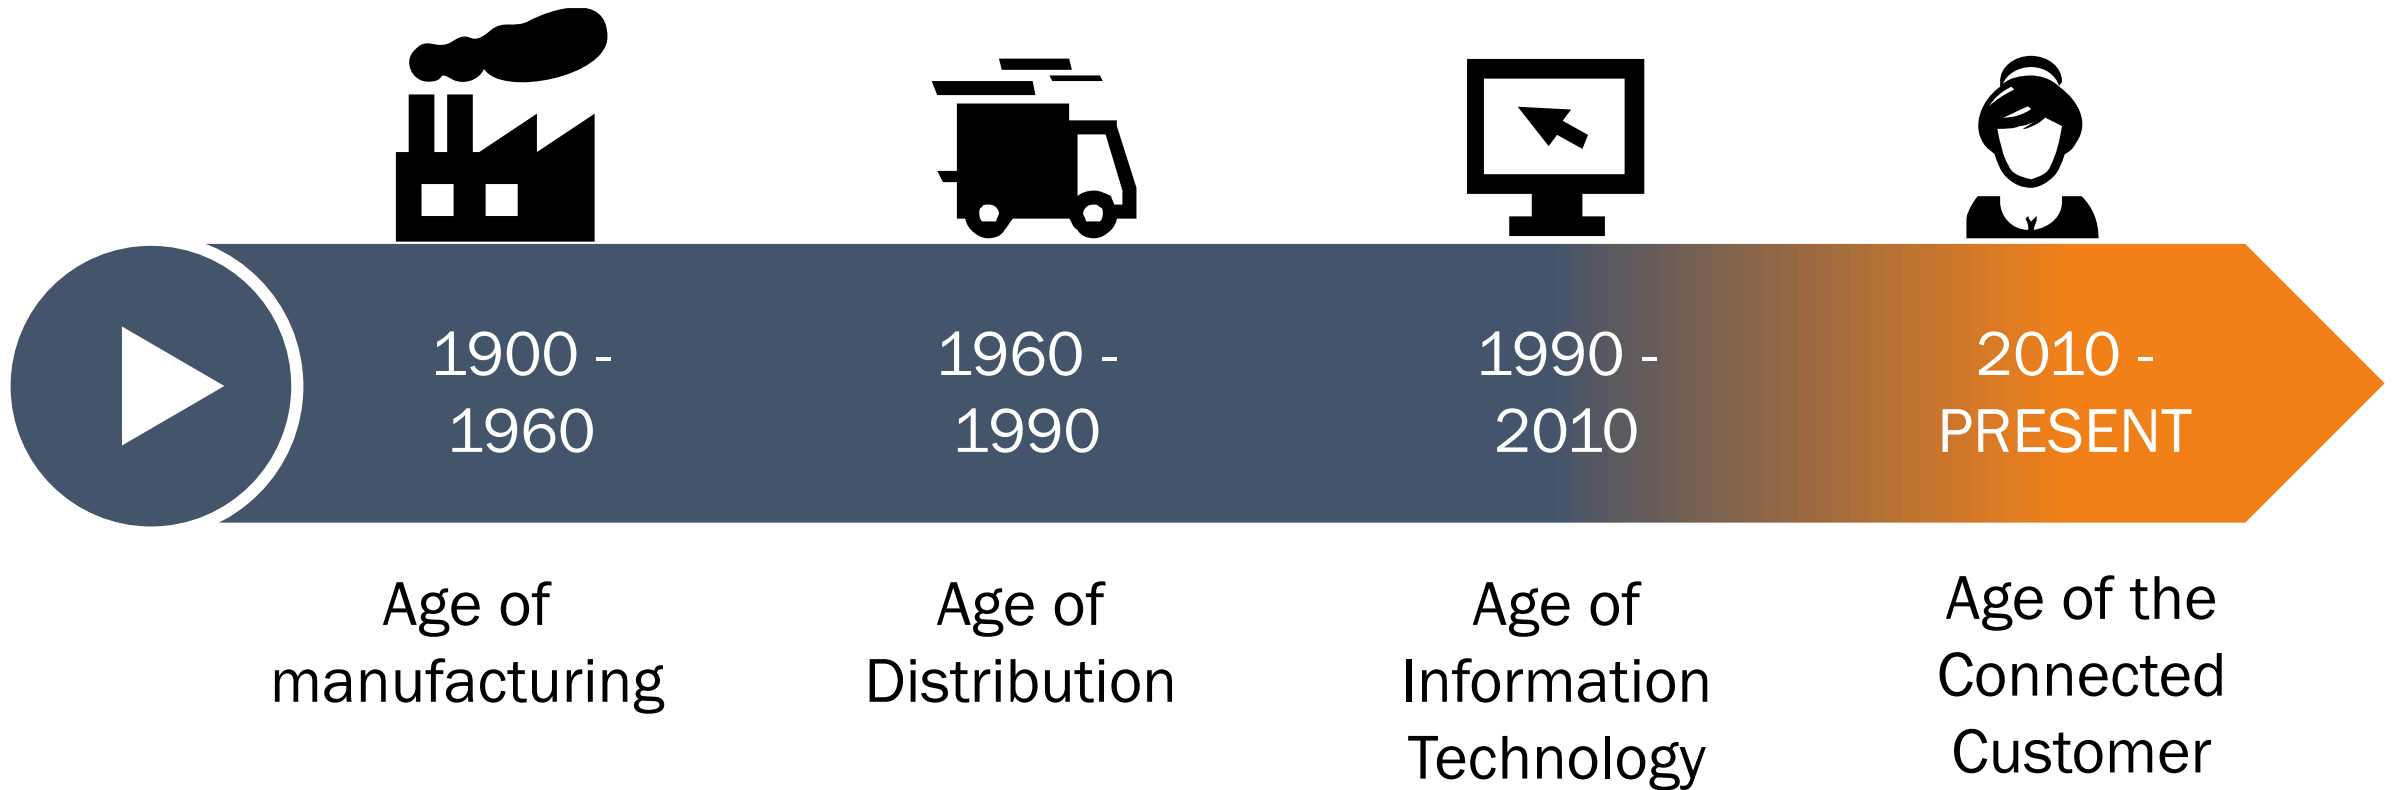 1900 -
1960
1960 -
1990
1990 -
2010
2010 -
PRESENT
Age of
manufacturing
Age of
Distribution
Age of
Information
Technology
Age of the
Connected
Customer